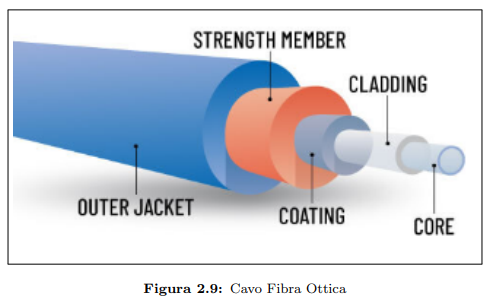 STRENGTH MEMBER
CLADDING
OUTER JACKET
COATING
CORE
Figura 2.9: Cavo Fibra Ottica